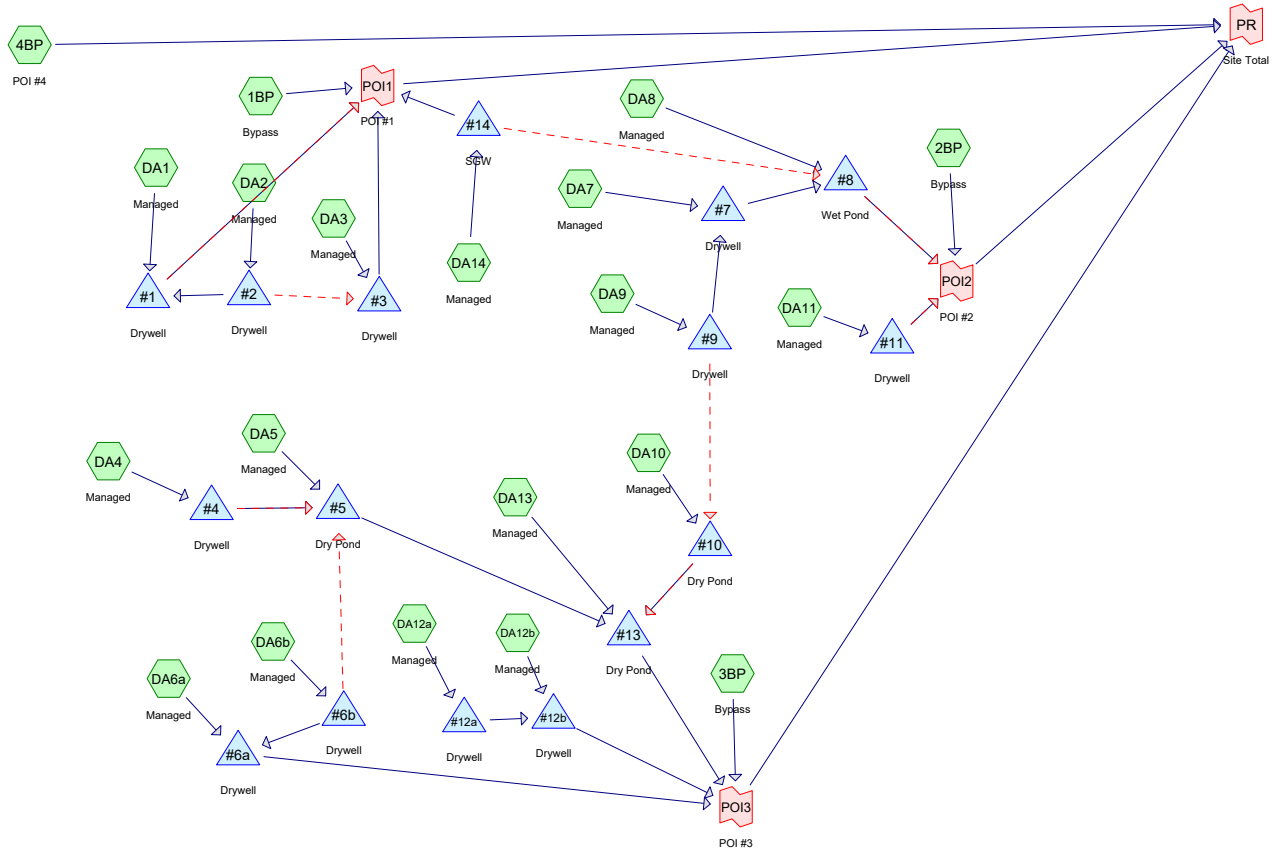 PR
Site Total
4BP
POI #4
1BP
Bypass
POI1
POI #1
#14
SGW
DA8
Managed
2BP
Bypass
DA1
Managed
DA2
Managed
DA3
Managed
DA14
Managed
DA7
Managed
#7
Drywell
#8
Wet Pond
#1
Drywell
#2
Drywell
#3
Drywell
DA9
Managed
#9
Drywell
DA11
Managed
#11
Drywell
POI2
POI #2
DA4
Managed
DA5
Managed
#4
Drywell
#5
Dry Pond
DA13
Managed
DA10
Managed
#10
Dry Pond
DA6a
Managed
DA6b
Managed
#6a
Drywell
#6b
Drywell
DA12a
Managed
DA12b
Managed
#12a
Drywell
#12b
Drywell
#13
Dry Pond
3BP
Bypass
POI3
POI #3